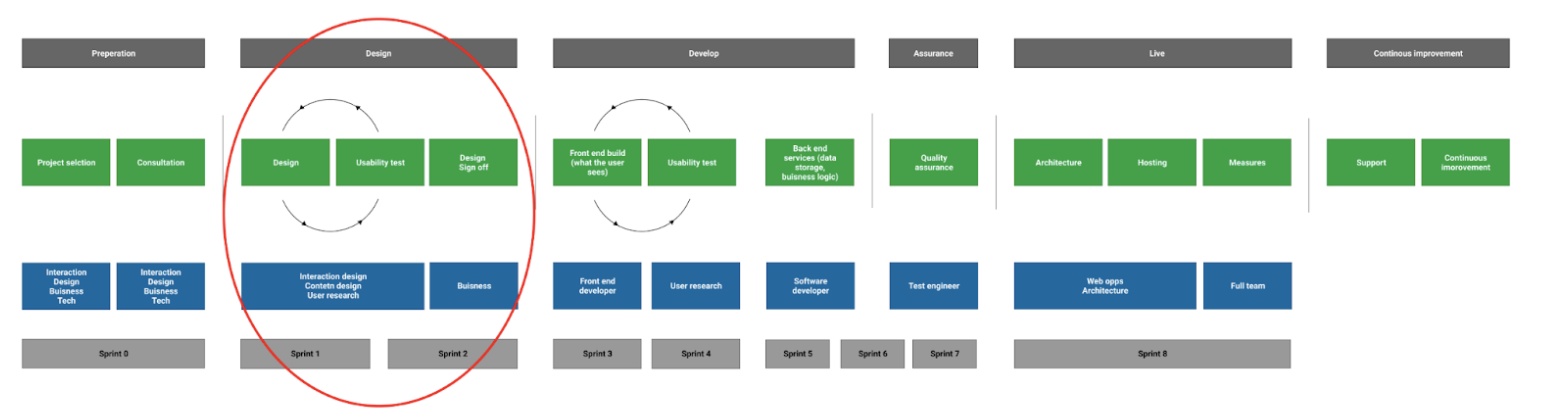 Preperation
Design
Develop
Assurance
Live
Continous improvement
Project selction
Consultation
Design
Usability test
Design
Sign off
Front end build
(what the user
sees)
Usability test
Back end
services (data
storage,
buisness logic)
Quality
assurance
Architecture
Hosting
Measures
Support
Continuous
imorovement
Interaction
Design
Buisness
Tech
Interaction
Design
Buisness
Tech
Interaction design
Contetn design
User research
Buisness
Front end
developer
User research
Software
developer
Test engineer
Web opps
Architecture
Full team
Sprint 0
Sprint 1
Sprint 2
Sprint 3
Sprint 4
Sprint 5
Sprint 6
Sprint 7
Sprint 8